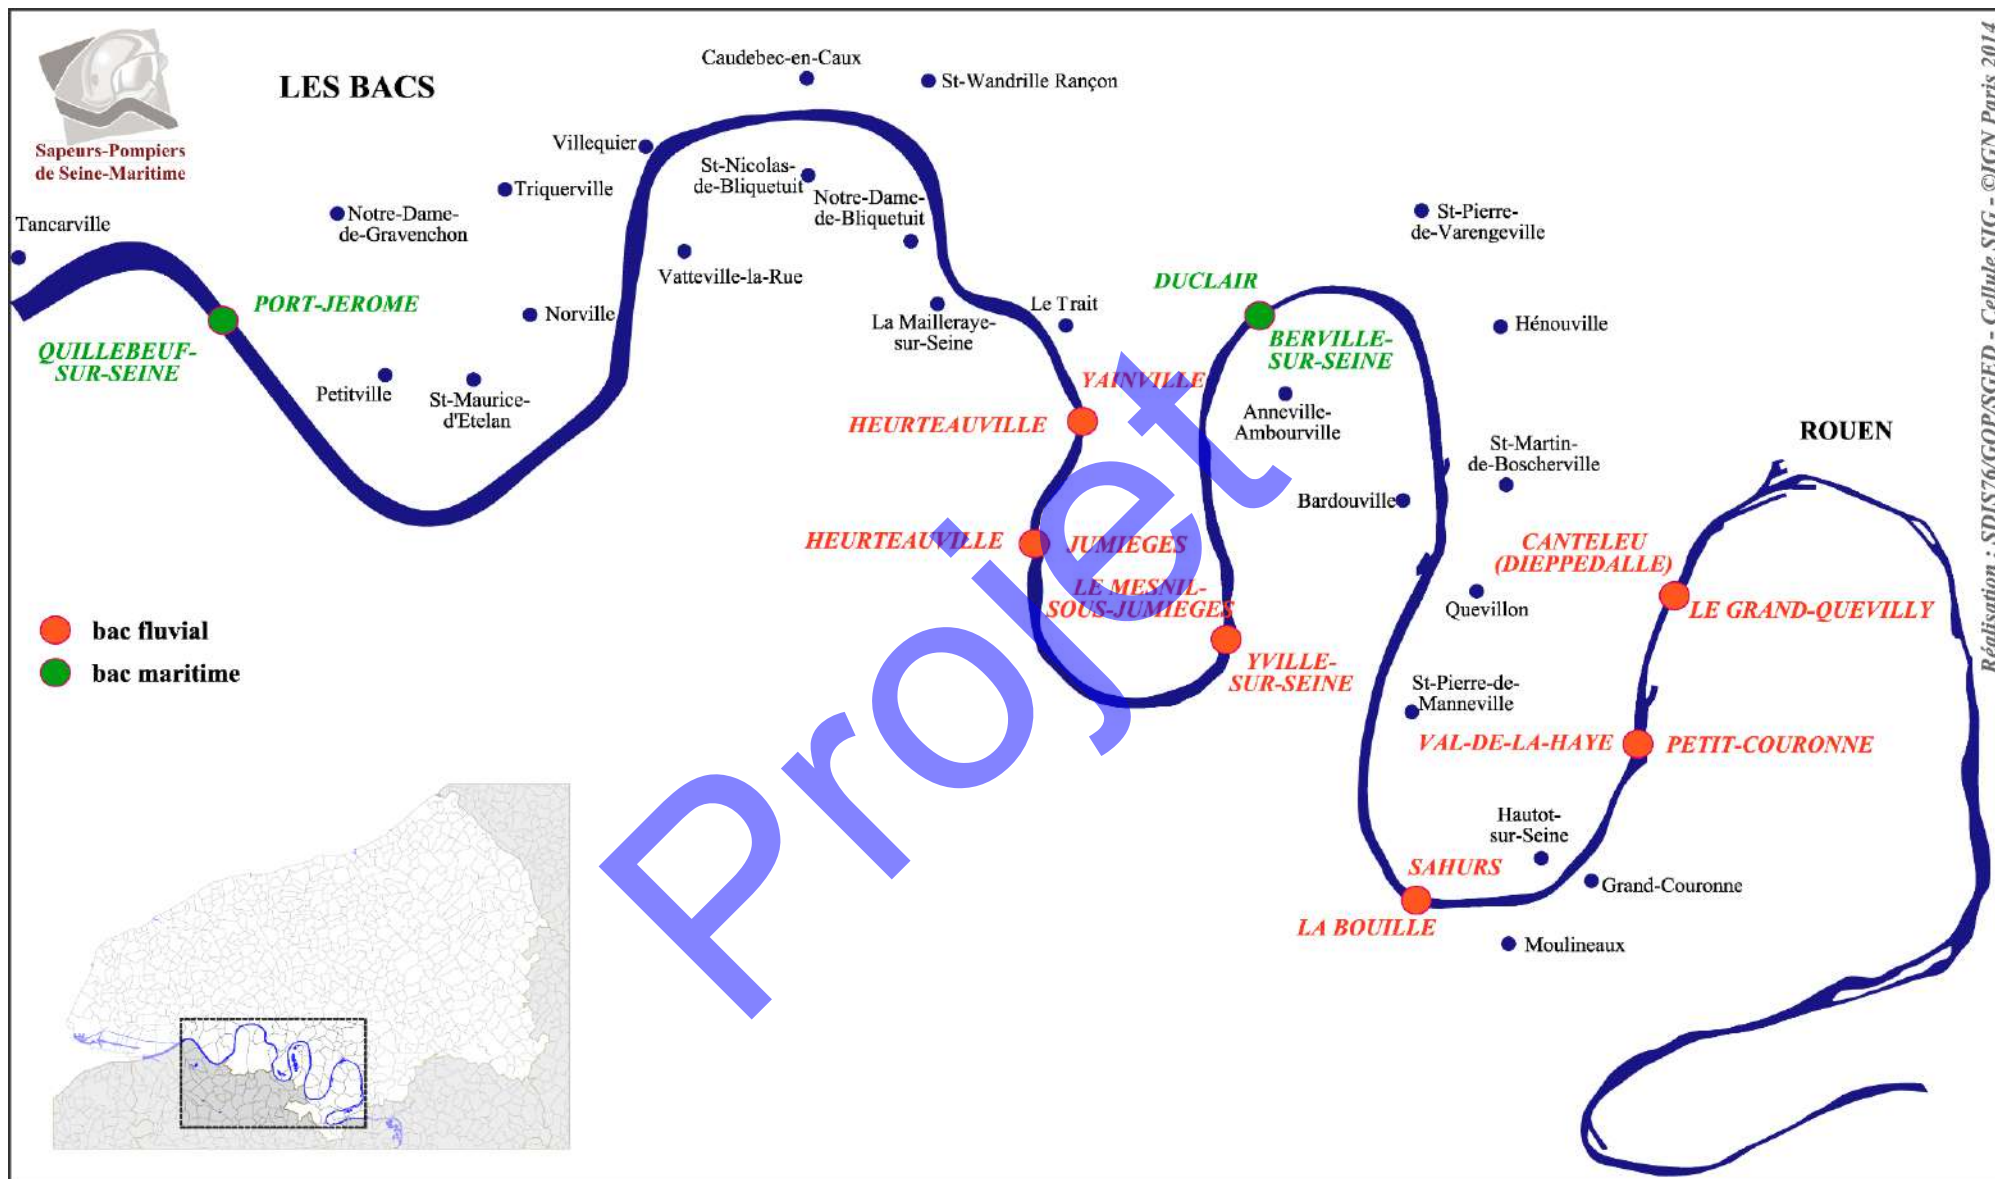 LES BACS
Sapeurs-Pompiers
de Seine-Maritime
Caudebec-en-Caux
St-Wandrille Rançon
Villequier
Triquerville
St-Nicolas-
de-Bliquetuit
Notre-Dame-
de-Bliquetuit
Notre-Dame-
de-Gravenchon
Tancarville
Vatteville-la-Rue
St-Pierre-
de-Varengeville
PORT-JEROME
QUILLEBEUF-
SUR-SEINE
Norville
La Mailleraye-
sur-Seine
Le Trait
DUCLAIR
BERVILLE-
SUR-SEINE
Hénouville
Petitville
St-Maurice-
d'Etelan
YAINVILLE
HEURTEAUVILLE
Anneville-
Ambourville
St-Martin-
de-Boscherville
ROUEN
Bardouville
HEURTEAUVILLE
JUMIEGES
LE MESNIL-
SOUS-JUMIEGES
CANTELEU
(DIEPPEDALLE)
Quevillon
LE GRAND-QUEVILLY
YVILLE-
SUR-SEINE
St-Pierre-de-
Manneville
VAL-DE-LA-HAYE
PETIT-COURONNE
Hautot-
sur-Seine
SAHURS
Grand-Couronne
LA BOUILLE
Moulineaux
bac fluvial
bac maritime
Projet
Réalisation : SDIS76/GOP/SGED - Cellule SIG - ©IGN Paris 2014